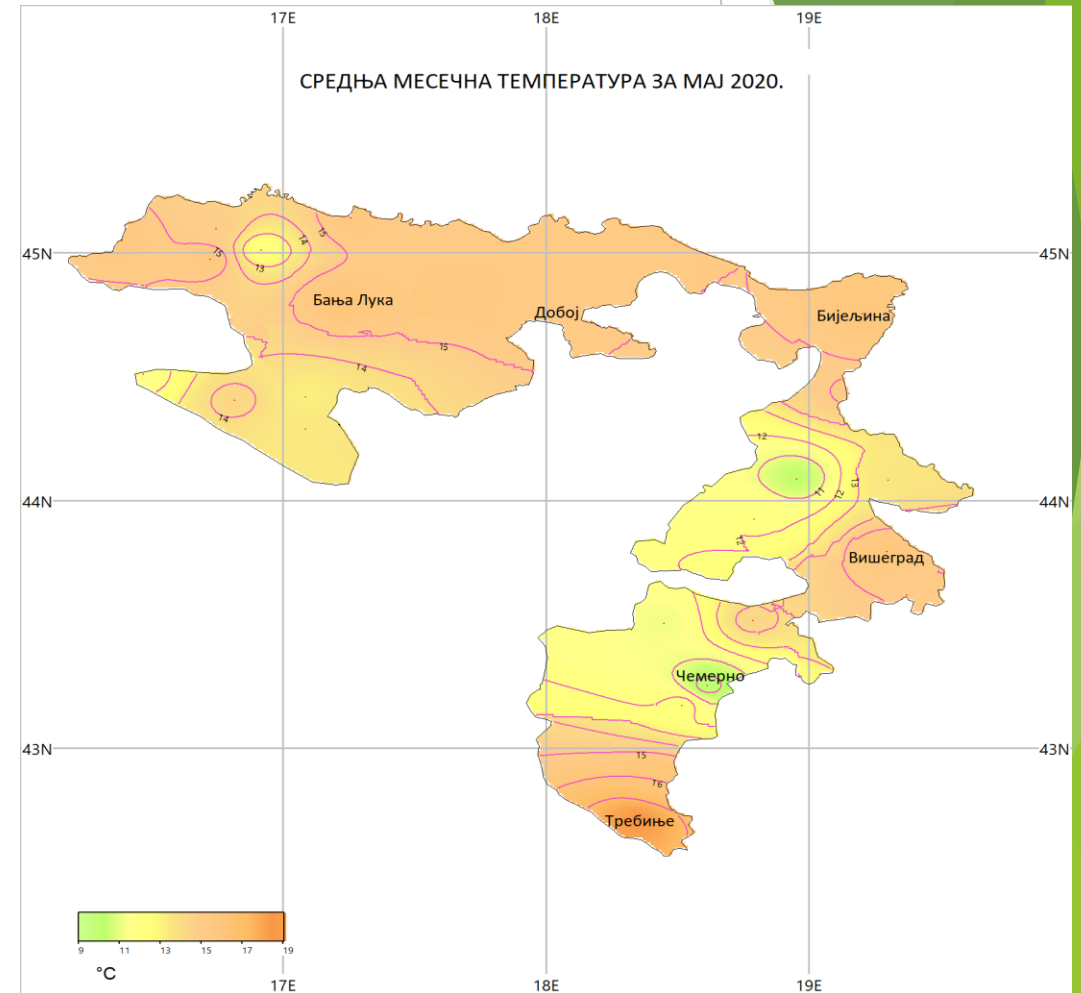 17E 18E 19E
СРЕДЊА МЕСЕЧНА ТЕМПЕРАТУРА ЗА МАЈ 2020.
15 14 15
45N 13 45N
Бања Лука
Добој
Бијељина
15
14
14
12
11 12 13
44N 44N
12
Вишеград
Чемерно
43N 43N
15
16
Требиње
9 11 13 15 17 19
°C
17E 18E 19E